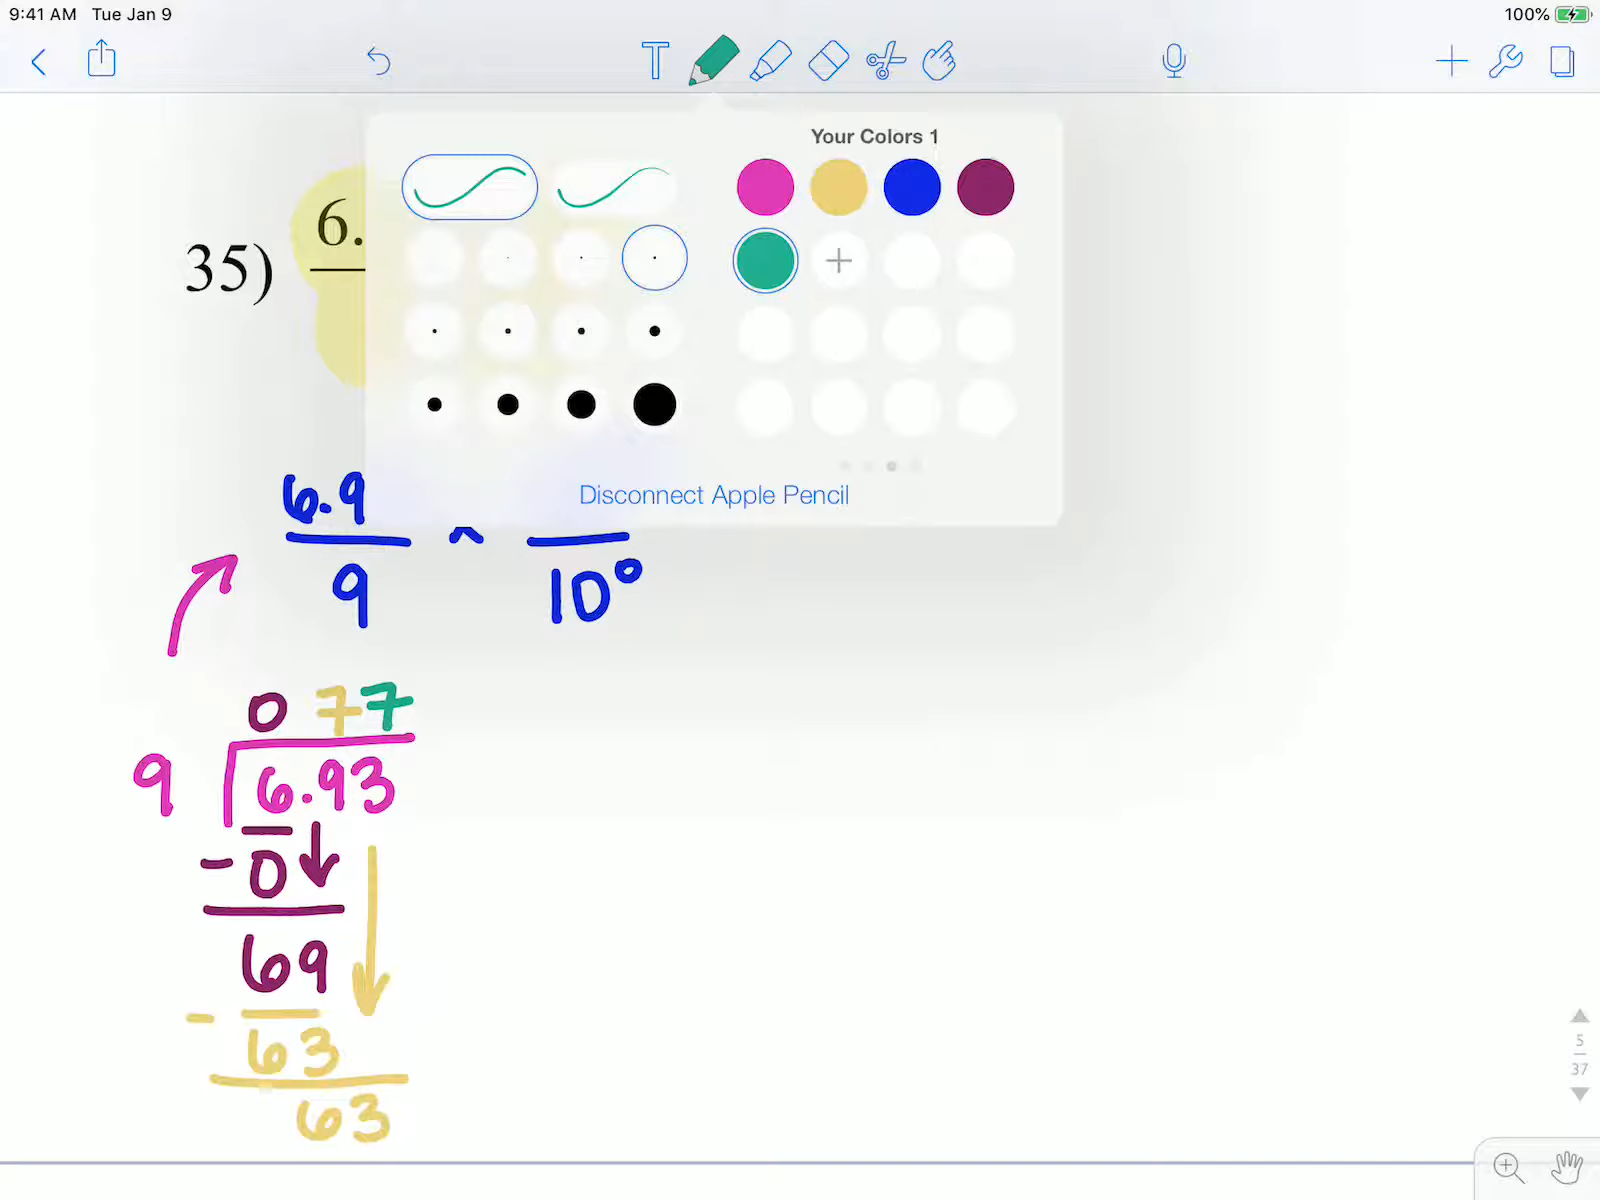 9:41 AM Tue Jan 9
100%
T
Your Colors 1
35) 6.
Disconnect Apple Pencil
6.9
9
10
0 7 7
9 6.93
- 0
69
- 63
63
5
37